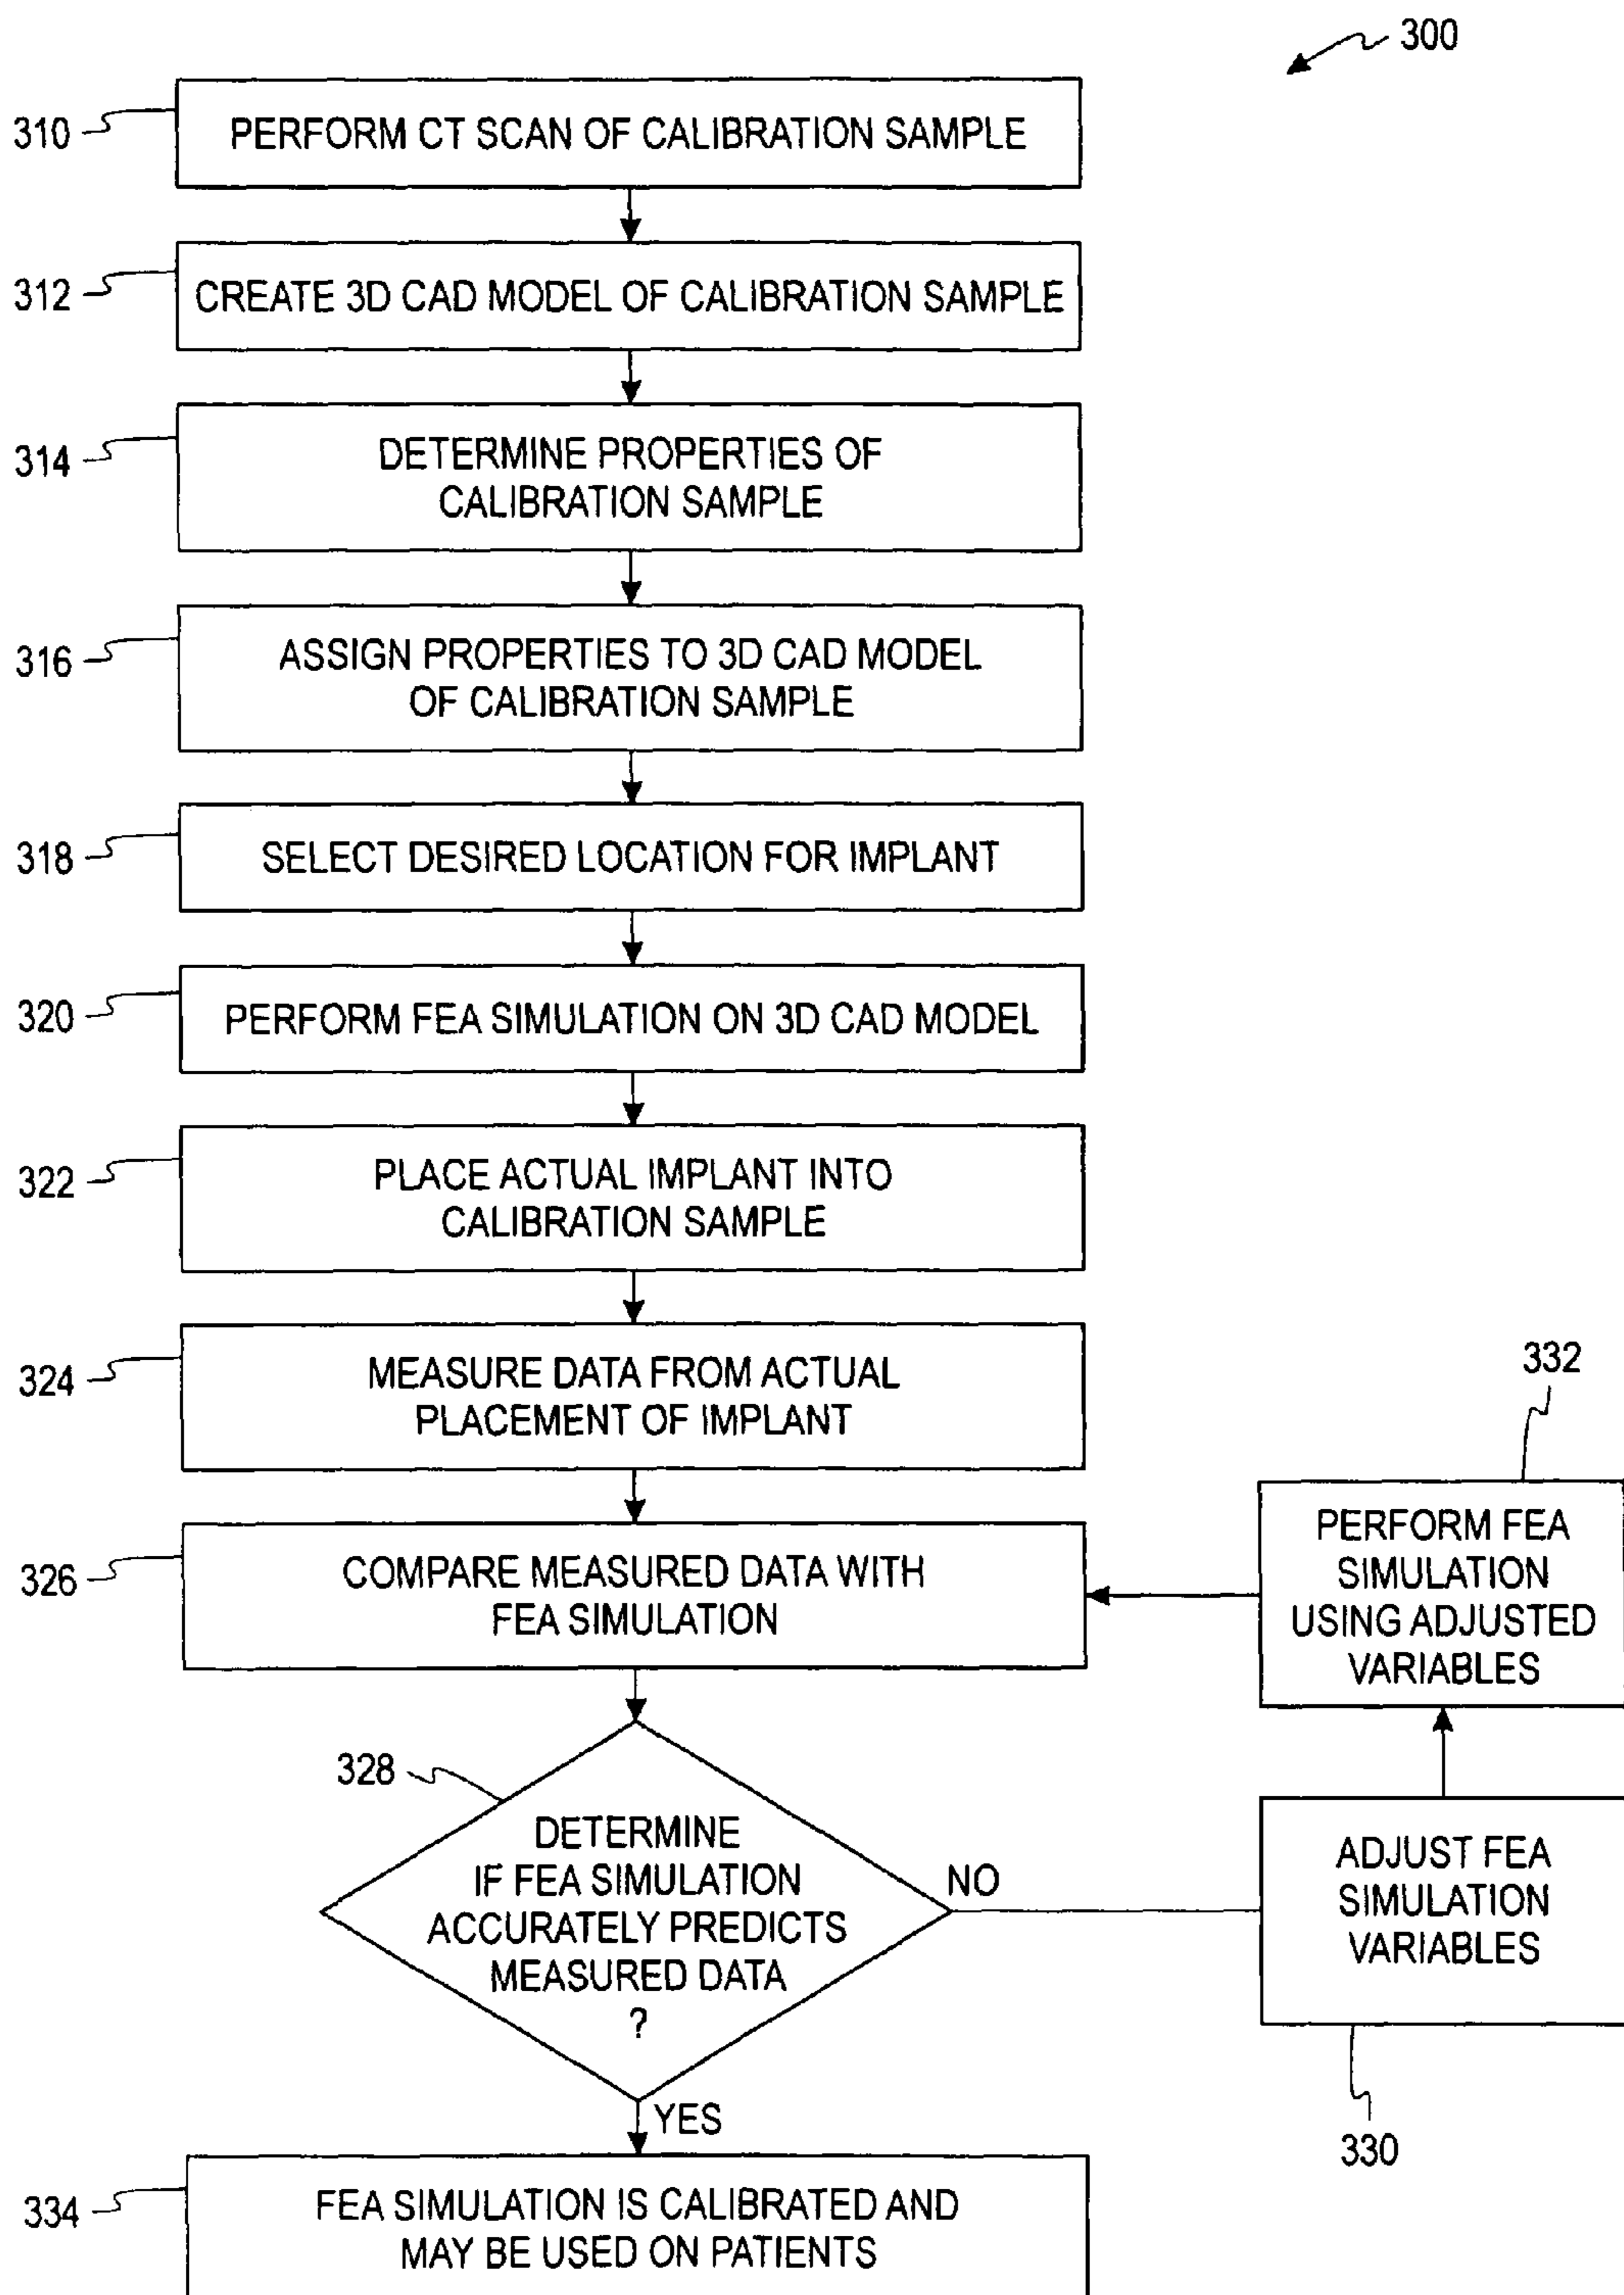 300
310
PERFORM CT SCAN OF CALIBRATION SAMPLE
312
CREATE 3D CAD MODEL OF CALIBRATION SAMPLE
314
DETERMINE PROPERTIES OF
CALIBRATION SAMPLE
316
ASSIGN PROPERTIES TO 3D CAD MODEL
OF CALIBRATION SAMPLE
318
SELECT DESIRED LOCATION FOR IMPLANT
320
PERFORM FEA SIMULATION ON 3D CAD MODEL
322
PLACE ACTUAL IMPLANT INTO
CALIBRATION SAMPLE
324
MEASURE DATA FROM ACTUAL
PLACEMENT OF IMPLANT
326
COMPARE MEASURED DATA WITH
FEA SIMULATION
332
PERFORM FEA
SIMULATION
USING ADJUSTED
VARIABLES
328
DETERMINE
IF FEA SIMULATION
ACCURATELY PREDICTS
MEASURED DATA
?
NO
ADJUST FEA
SIMULATION
VARIABLES
330
YES
334
FEA SIMULATION IS CALIBRATED AND
MAY BE USED ON PATIENTS